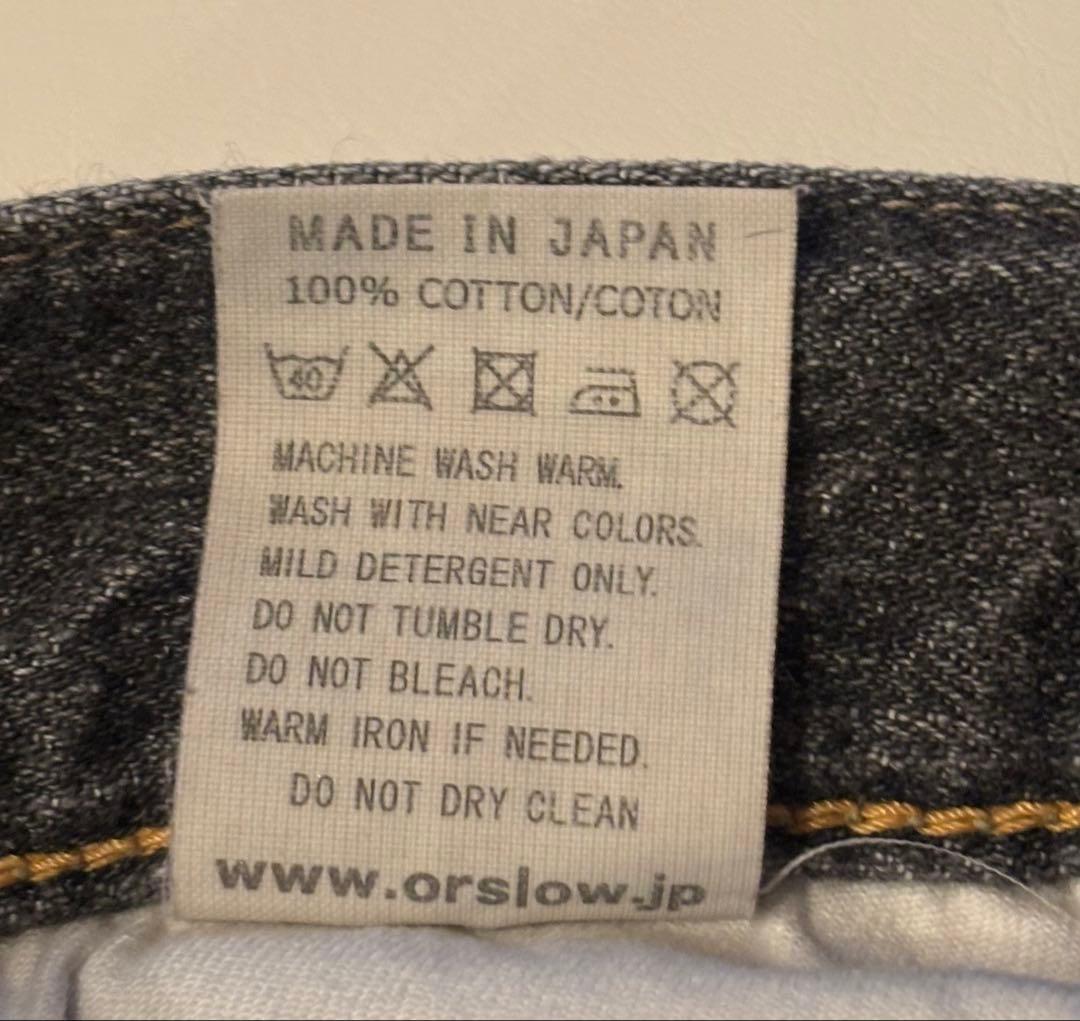 MADE IN JAPAN
100% COTTON/COTON
40
MACHINE WASH WARM.
WASH WITH NEAR COLORS.
MILD DETERGENT ONLY.
DO NOT TUMBLE DRY.
DO NOT BLEACH.
WARM IRON IF NEEDED.
DO NOT DRY CLEAN
www.orslow.jp